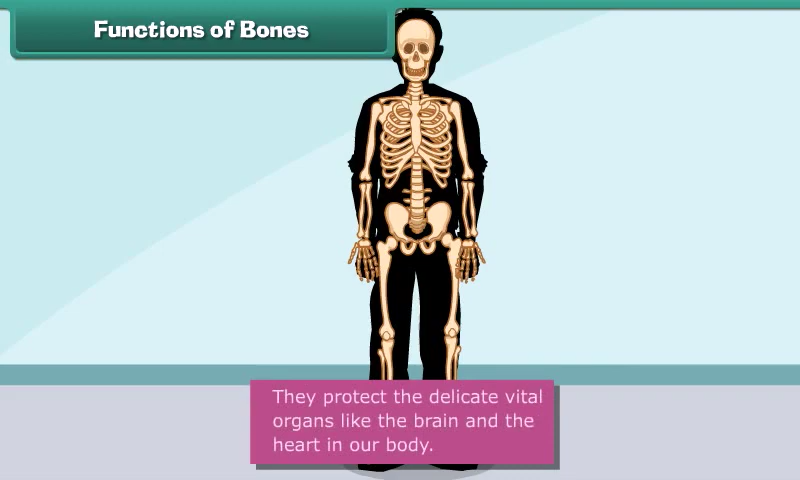 Functions of Bones
They protect the delicate vital
organs like the brain and the
heart in our body.